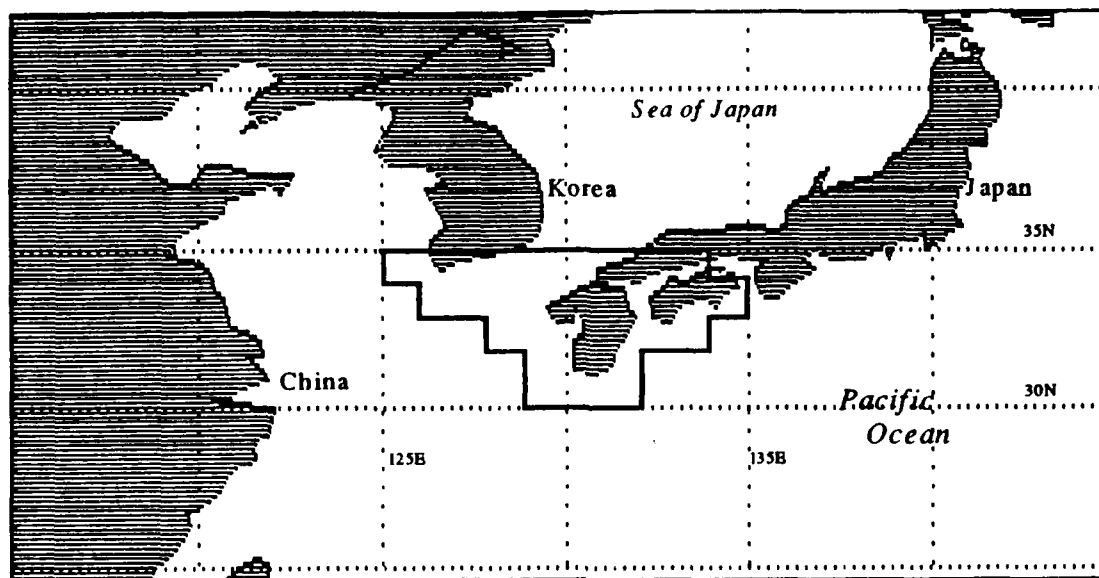 Sea of Japan
Korea
Japan
35N
China
30N
Pacific
Ocean
125E
135E